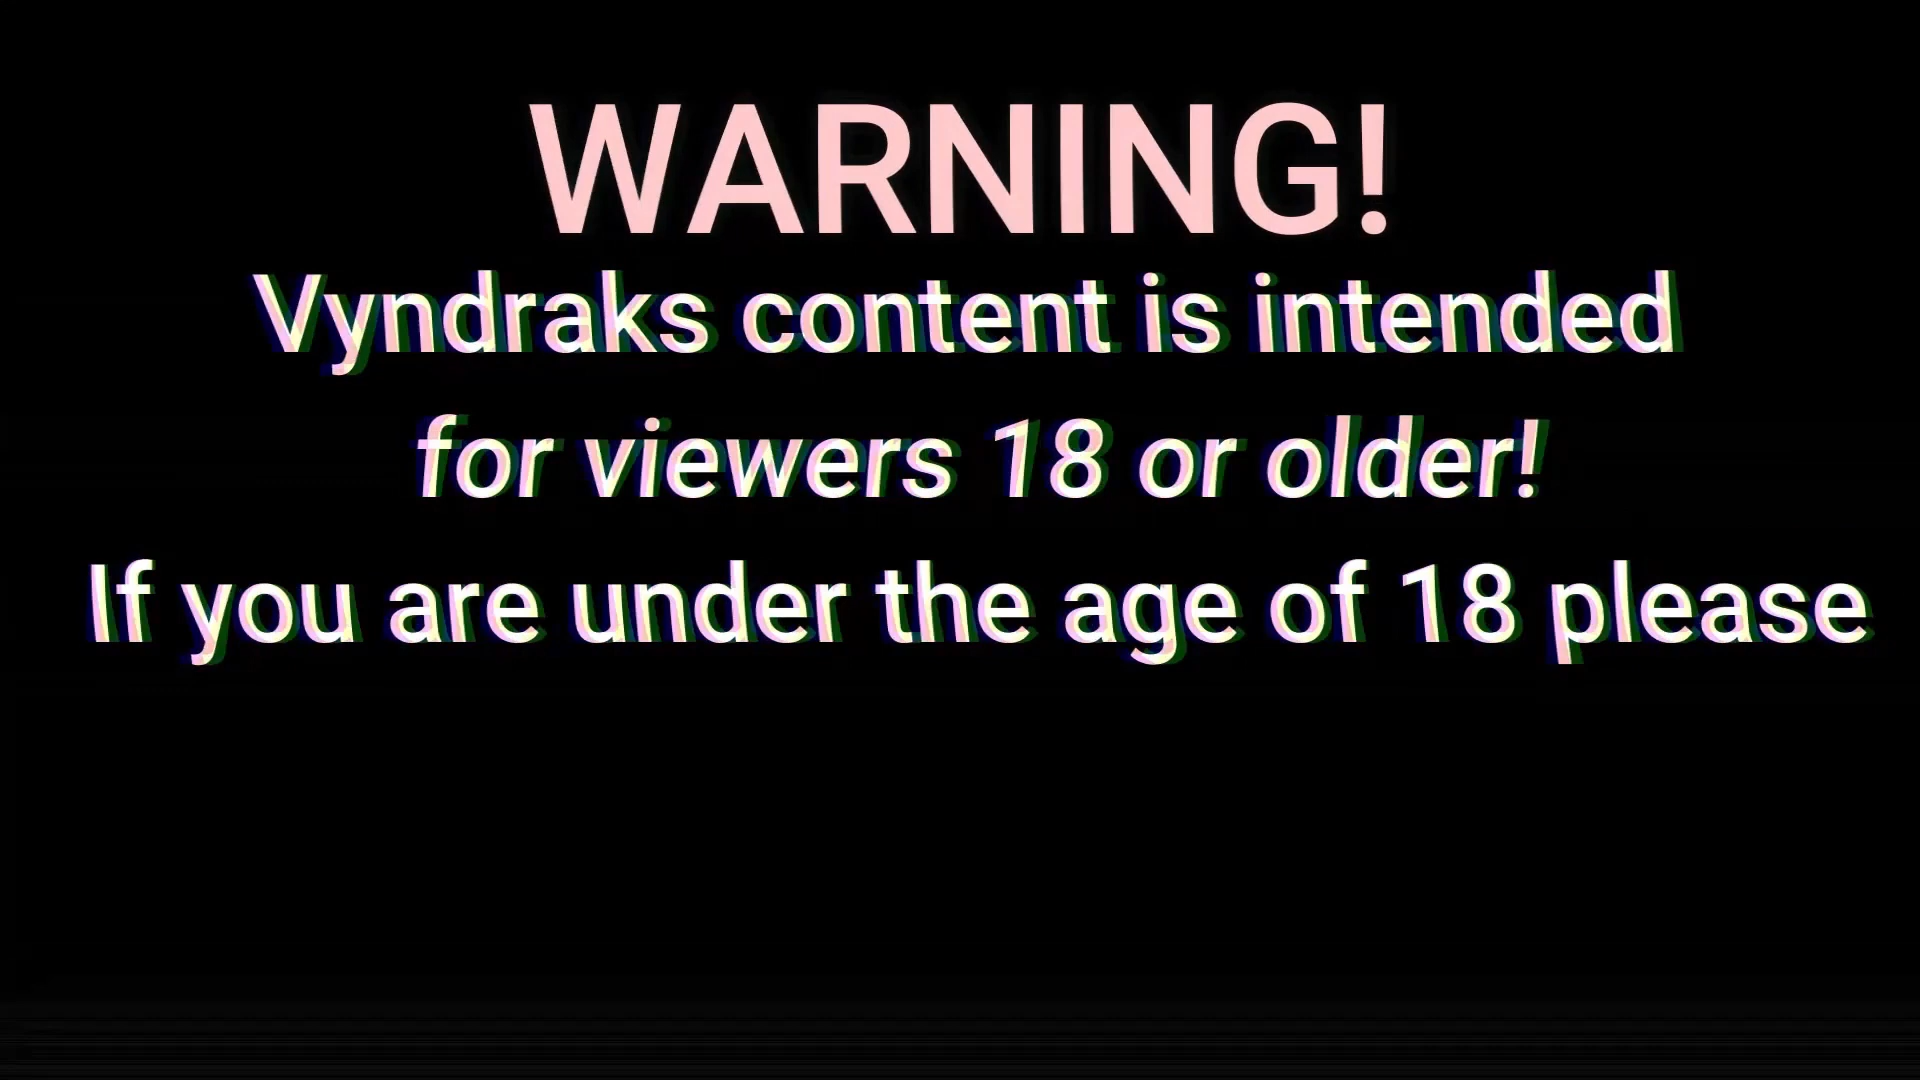 WARNING!
Vyndraks content is intended
for viewers 18 or older!
If you are under the age of 18 please